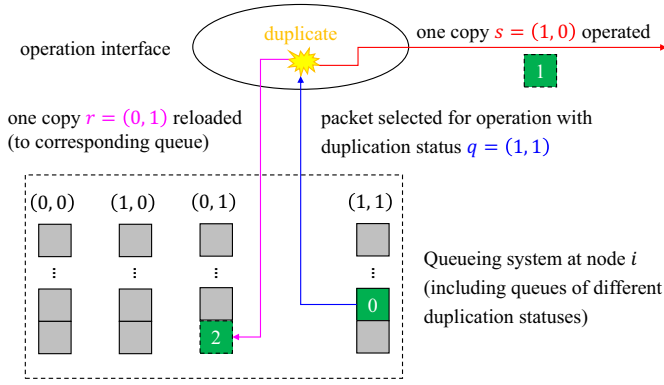 duplicate
operation interface
one copy s = (1, 0) operated
1
one copy r = (0, 1) reloaded
(to corresponding queue)
packet selected for operation with
duplication status q = (1, 1)
(0, 0) (1, 0) (0, 1) (1, 1)
... ... ... ...
0
2
Queueing system at node i
(including queues of different
duplication statuses)